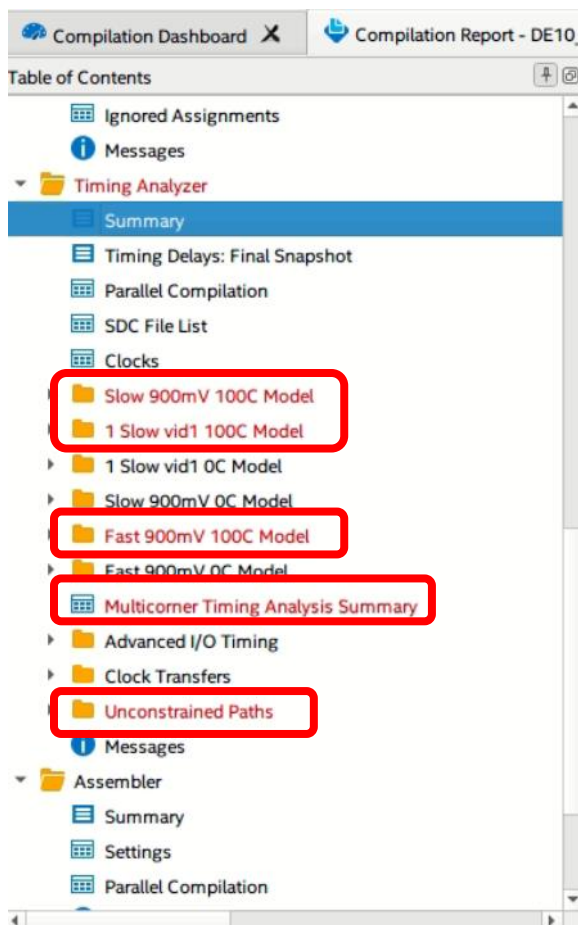 Compilation Dashboard X Compilation Report - DE10_
Table of Contents
Ignored Assignments
Messages
Timing Analyzer
Summary
Timing Delays: Final Snapshot
Parallel Compilation
SDC File List
Clocks
Slow 900mV 100C Model
1 Slow vid1 100C Model
1 Slow vid1 0C Model
Slow 900mV 0C Model
Fast 900mV 100C Model
Fast 900mV 0C Model
Multicorner Timing Analysis Summary
Advanced I/O Timing
Clock Transfers
Unconstrained Paths
Messages
Assembler
Summary
Settings
Parallel Compilation